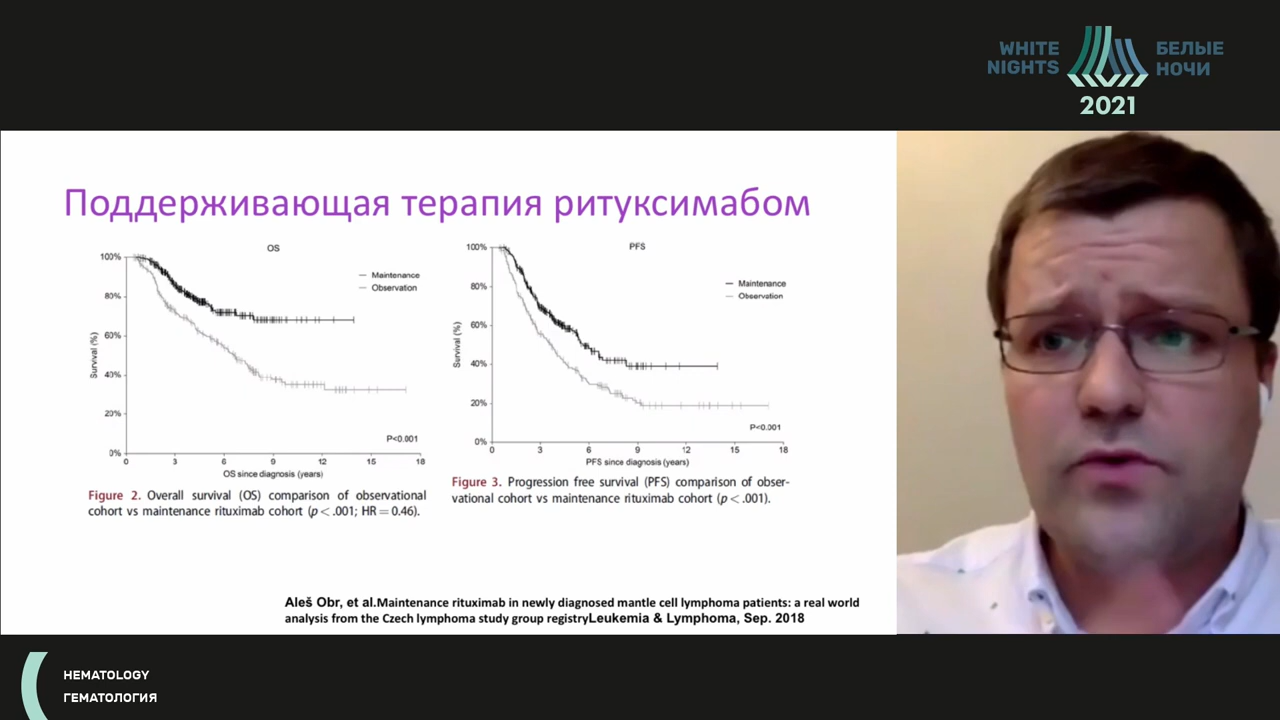 WHITE NIGHTS
БЕЛЫЕ НОЧИ
2021
Поддерживающая терапия ритуксимабом
OS
100%
80%
60%
40%
20%
0%
Survival (%)
Maintenance
Observation
P<0.001
0 3 6 9 12 15 18
OS since diagnosis (years)
Figure 2. Overall survival (OS) comparison of observational
cohort vs maintenance rituximab cohort (p < .001; HR = 0.46).
PFS
100%
80%
60%
40%
20%
0%
Survival (%)
Maintenance
Observation
P<0.001
0 3 6 9 12 15 18
PFS since diagnosis (years)
Figure 3. Progression free survival (PFS) comparison of obser-
vational cohort vs maintenance rituximab cohort (p < .001).
Aleš Obr, et al.Maintenance rituximab in newly diagnosed mantle cell lymphoma patients: a real world
analysis from the Czech lymphoma study group registryLeukemia & Lymphoma, Sep. 2018
HEMATOLOGY
ГЕМАТОЛОГИЯ